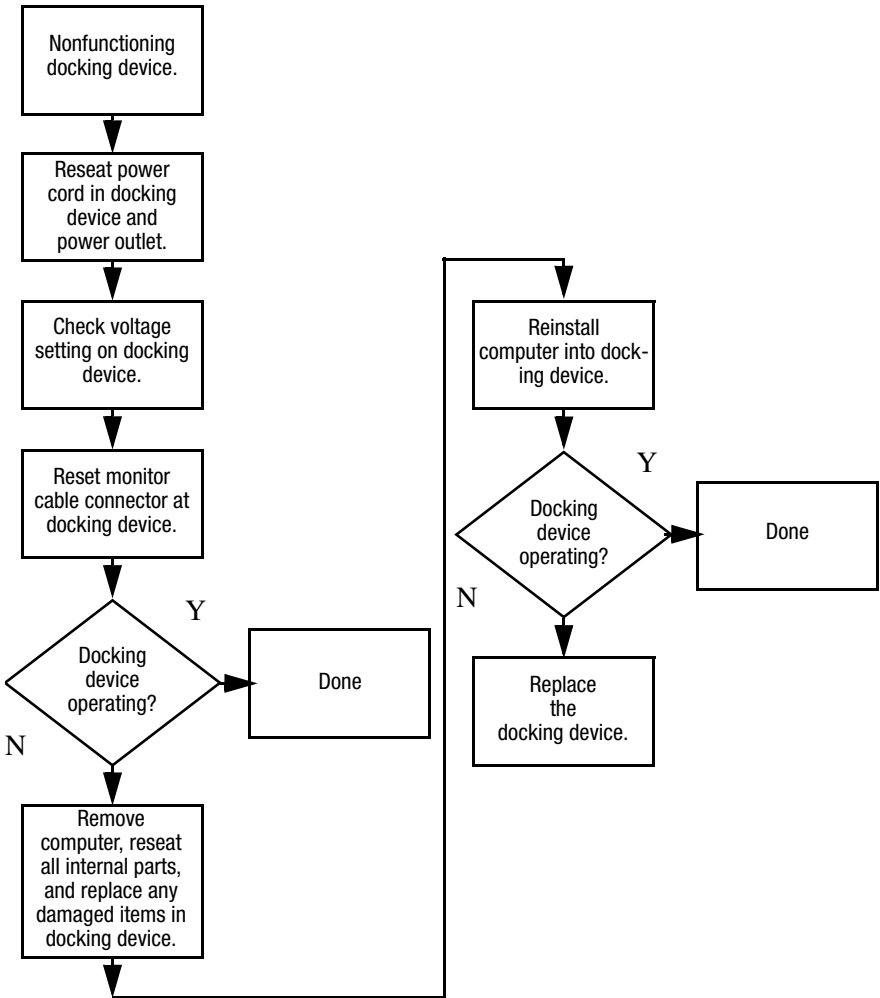 Nonfunctioning
docking device.
Reseat power
cord in docking
device and
power outlet.
Check voltage
setting on docking
device.
Reset monitor
cable connector at
docking device.
Y
Docking
device
operating?
Done
N
Remove
computer, reseat
all internal parts,
and replace any
damaged items in
docking device.
Reinstall
computer into dock-
ing device.
Y
Docking
device
operating?
Done
N
Replace
the
docking device.